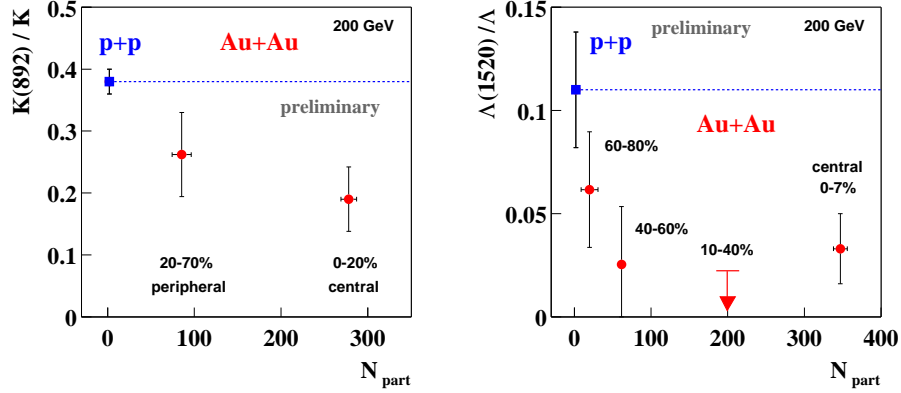 K(892) / K
0.5
0.4
0.3
0.2
0.1
0
200 GeV
p+p
Au+Au
preliminary
20-70%
peripheral
0-20%
central
0
100
200
300
N part
Λ(1520) / Λ
0.15
0.1
0.05
0
preliminary
200 GeV
p+p
Au+Au
60-80%
40-60%
10-40%
central
0-7%
0
100
200
300
400
N part